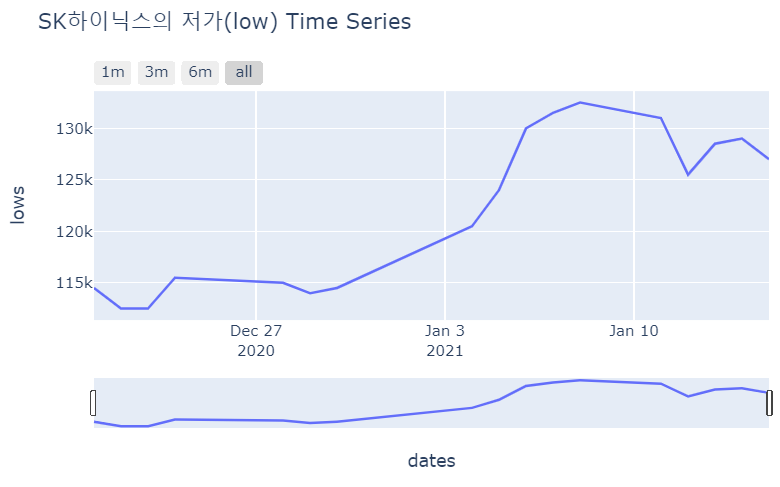 SK하이닉스의 저가(low) Time Series
1m 3m 6m all
130k
125k
120k
115k
lows
Dec 27 Jan 3 Jan 10
2020 2021
dates